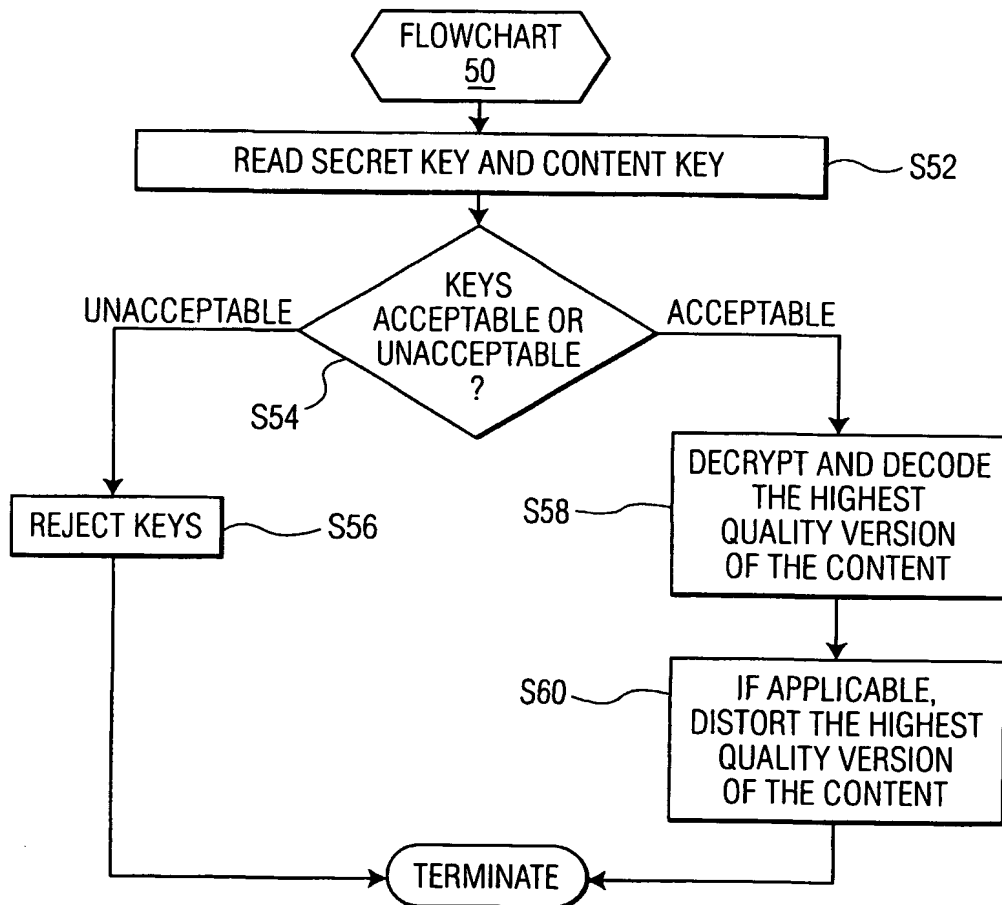 FLOWCHART
50
READ SECRET KEY AND CONTENT KEY
S52
KEYS
ACCEPTABLE OR
UNACCEPTABLE
?
UNACCEPTABLE
ACCEPTABLE
S54
REJECT KEYS
S56
DECRYPT AND DECODE
THE HIGHEST
QUALITY VERSION
OF THE CONTENT
S58
IF APPLICABLE,
DISTORT THE HIGHEST
QUALITY VERSION
OF THE CONTENT
S60
TERMINATE